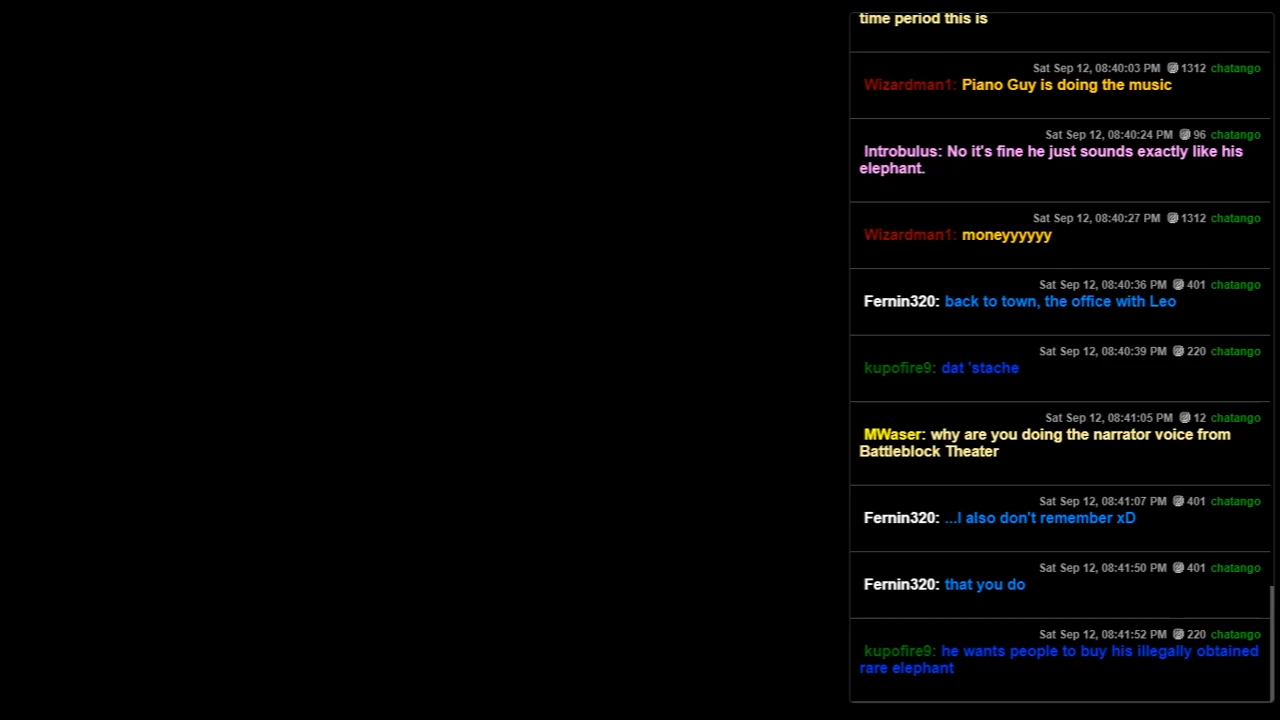 time period this is
Sat Sep 12, 08:40:03 PM 1312 chatango
Wizardman1: Piano Guy is doing the music
Sat Sep 12, 08:40:24 PM 96 chatango
Introbulus: No it's fine he just sounds exactly like his
elephant.
Sat Sep 12, 08:40:27 PM 1312 chatango
Wizardman1: moneyyyyyy
Sat Sep 12, 08:40:36 PM 401 chatango
Fernin320: back to town, the office with Leo
Sat Sep 12, 08:40:39 PM 220 chatango
kupofire9: dat 'stache
Sat Sep 12, 08:41:05 PM 12 chatango
MWaser: why are you doing the narrator voice from
Battleblock Theater
Sat Sep 12, 08:41:07 PM 401 chatango
Fernin320: ...I also don't remember xD
Sat Sep 12, 08:41:50 PM 401 chatango
Fernin320: that you do
Sat Sep 12, 08:41:52 PM 220 chatango
kupofire9: he wants people to buy his illegally obtained
rare elephant